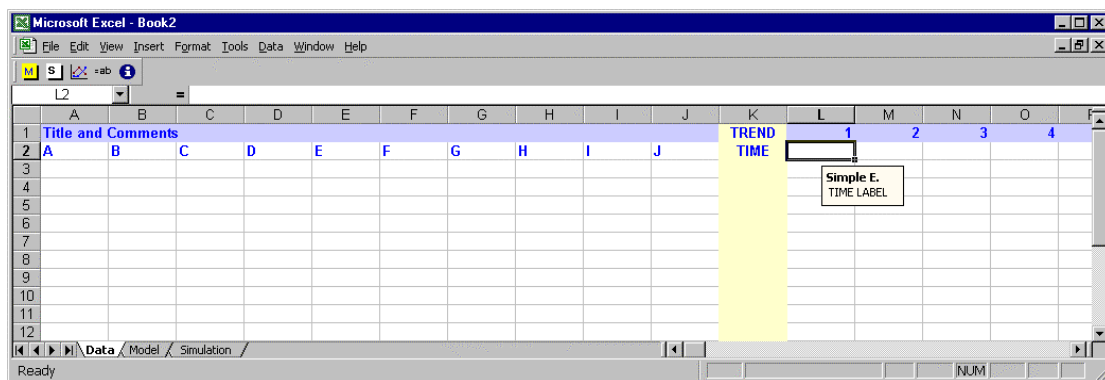 Microsoft Excel - Book2
File Edit View Insert Format Tools Data Window Help
M S =ab
L2 =
A B C D E F G H I J K L M N O
1 Title and Comments TREND 1 2 3 4
2 A B C D E F G H I J TIME
3
Simple E.
4
TIME LABEL
5
6
7
8
9
10
11
12
Data Model Simulation
Ready NUM